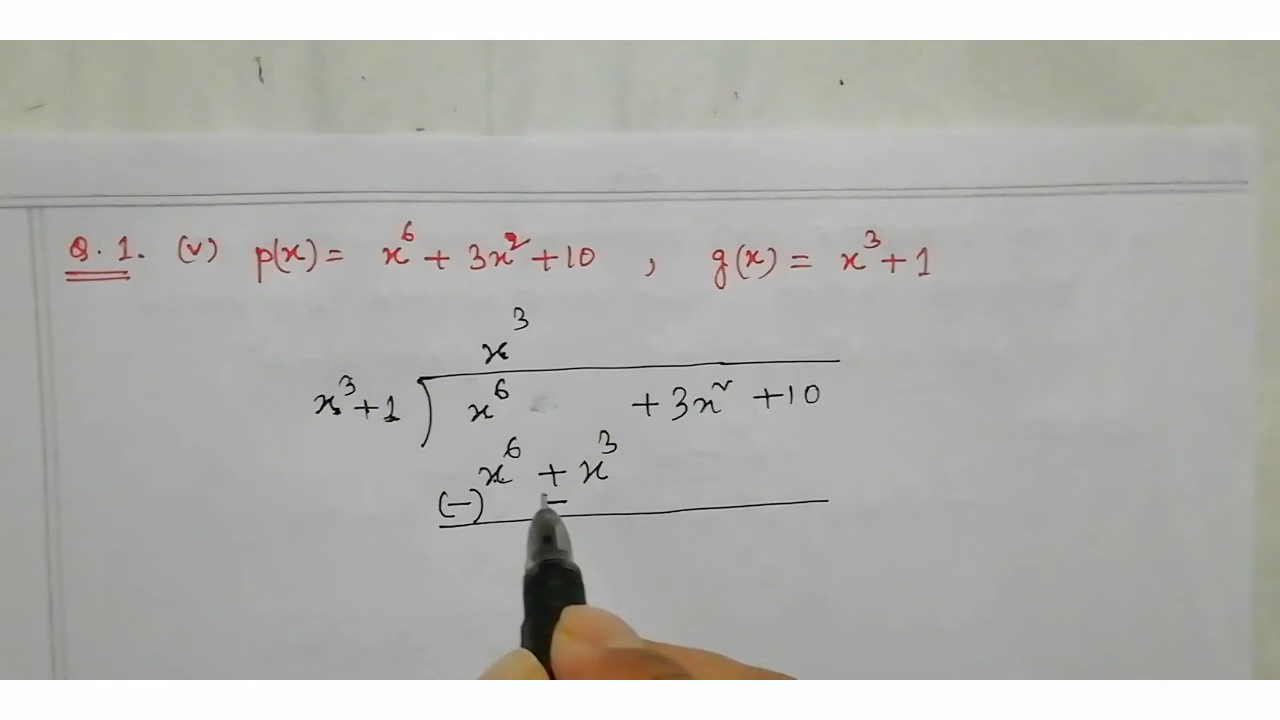 Q.1. (v) p(x) = x⁶ + 3x² + 10 , g(x) = x³ + 1
x³
x³ + 1 ) x⁶ + 3x² + 10
x⁶ + x³
(−) −